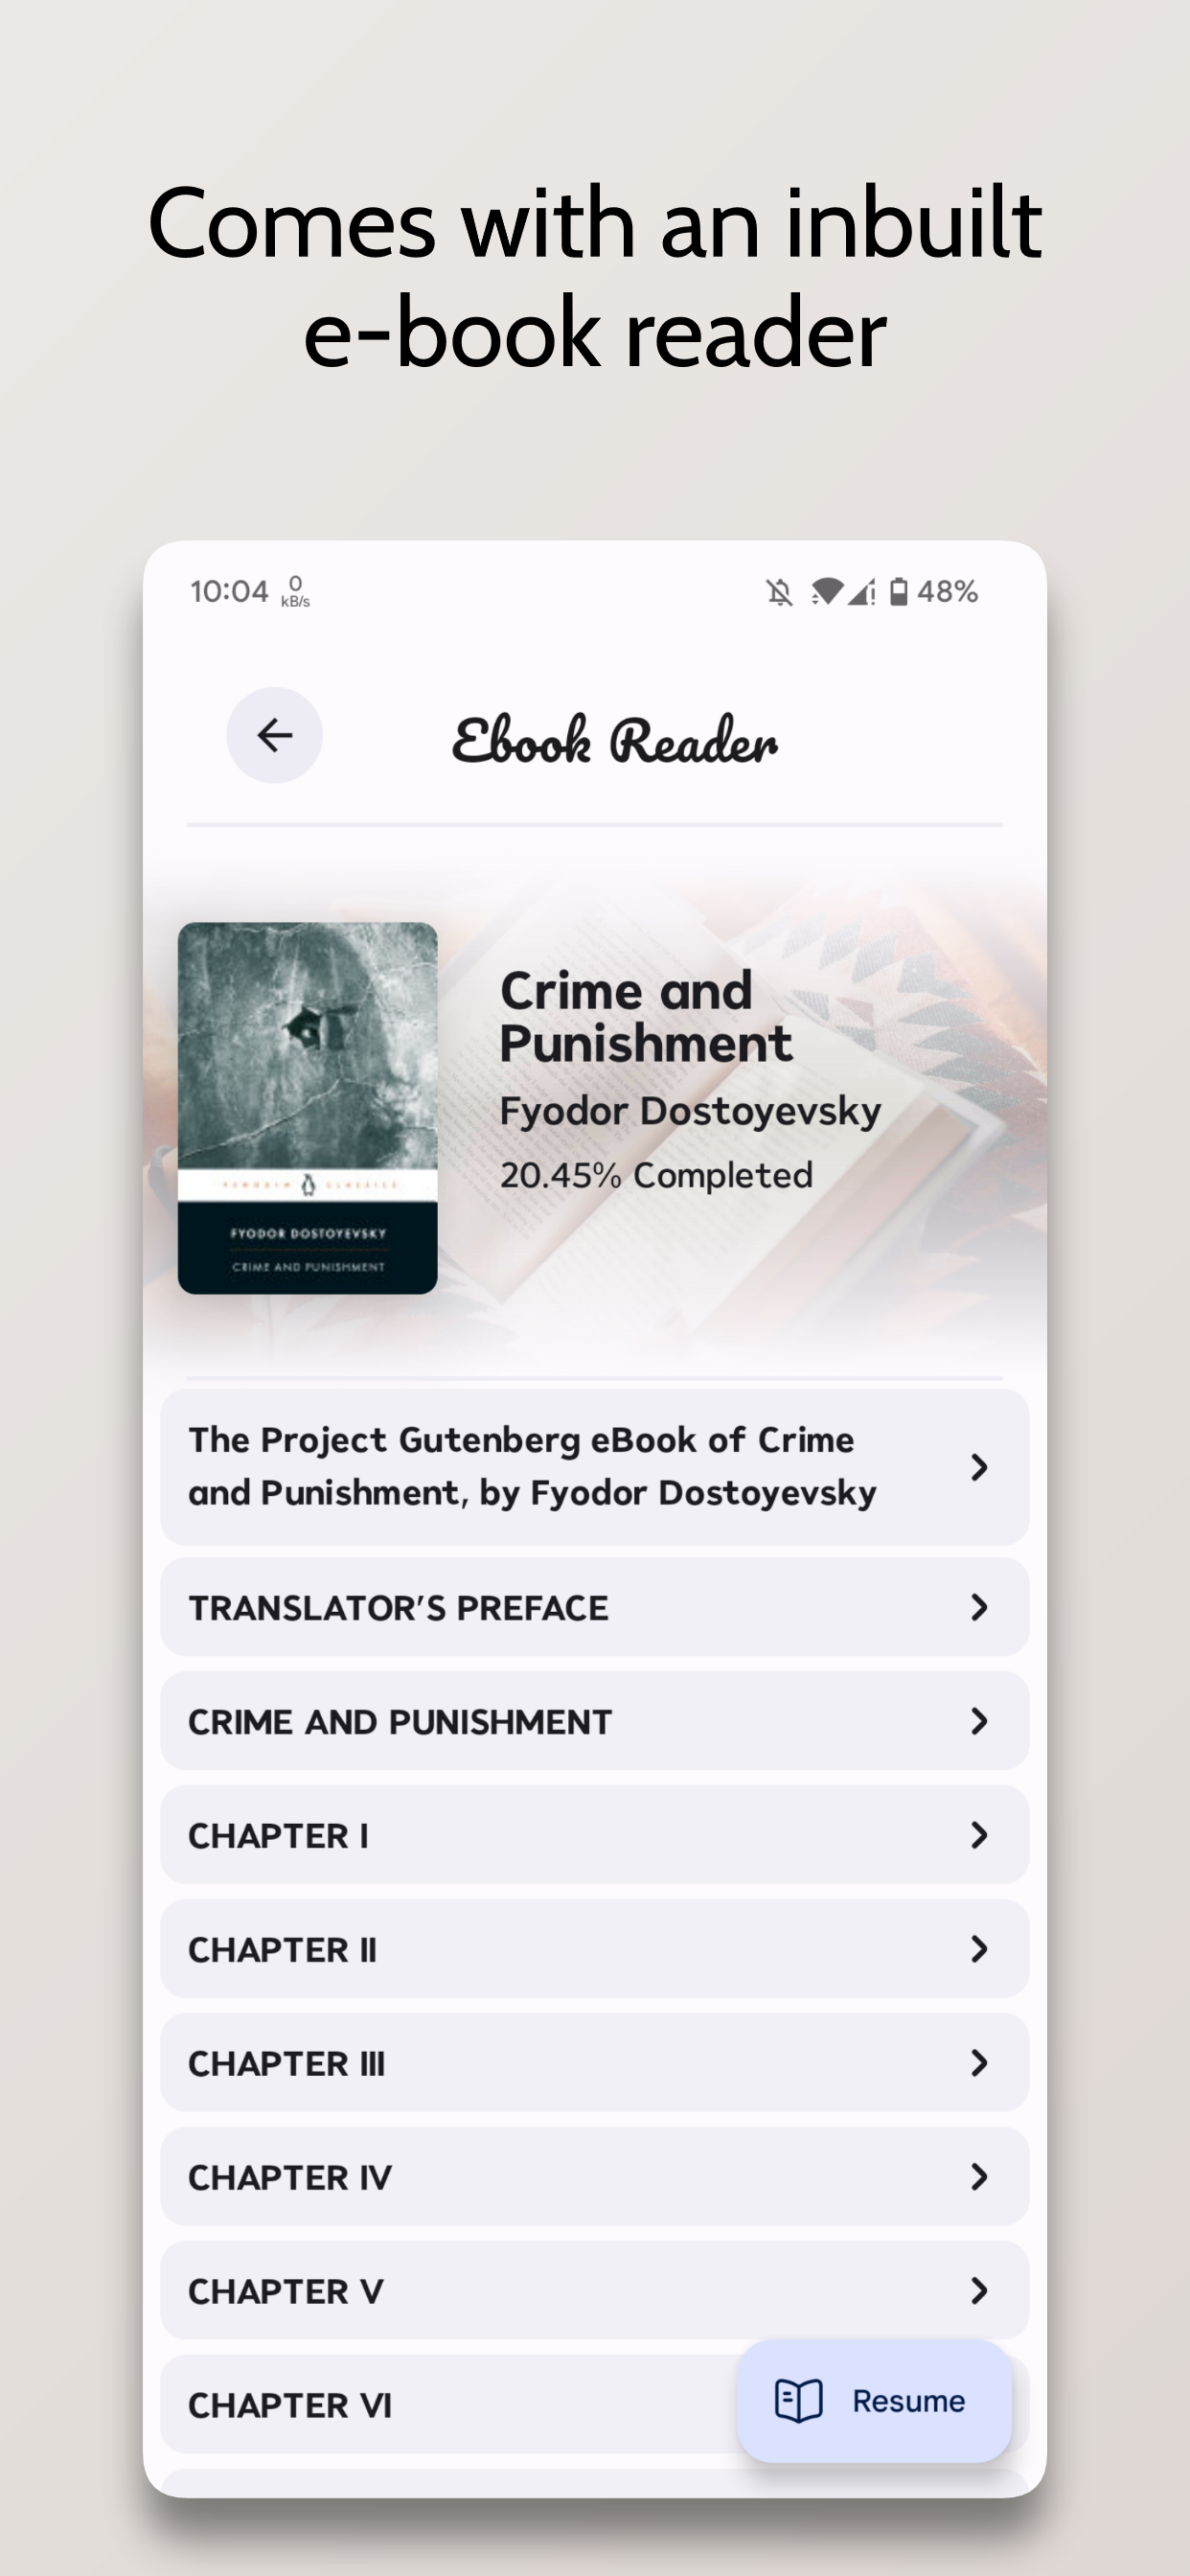 Comes with an inbuilt
e-book reader
10:04
0
kB/s
48%
Ebook Reader
Crime and
Punishment
Fyodor Dostoyevsky
20.45% Completed
PENGUIN CLASSICS
FYODOR DOSTOYEVSKY
CRIME AND PUNISHMENT
The Project Gutenberg eBook of Crime
and Punishment, by Fyodor Dostoyevsky
TRANSLATOR’S PREFACE
CRIME AND PUNISHMENT
CHAPTER I
CHAPTER II
CHAPTER III
CHAPTER IV
CHAPTER V
CHAPTER VI
Resume